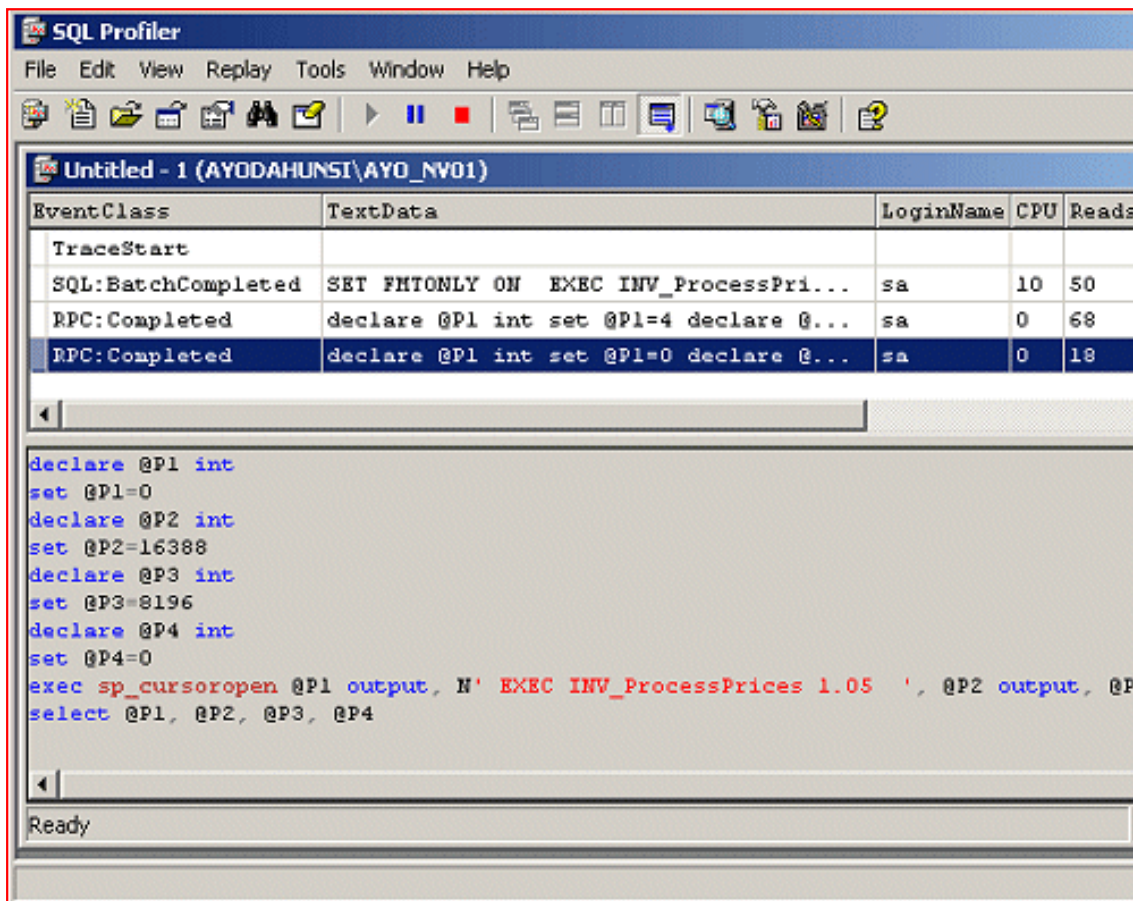 SQL Profiler
File Edit View Replay Tools Window Help
Untitled - 1 (AYODAHUNSI\AYO_NV01)
EventClass TextData LoginName CPU Reads
TraceStart
SQL:BatchCompleted SET FMTONLY ON EXEC INV_ProcessPri... sa 10 50
RPC:Completed declare @P1 int set @P1=4 declare @... sa 0 68
RPC:Completed declare @P1 int set @P1=0 declare @... sa 0 18
declare @P1 int
set @P1=0
declare @P2 int
set @P2=16388
declare @P3 int
set @P3=8196
declare @P4 int
set @P4=0
exec sp_cursoropen @P1 output, N' EXEC INV_ProcessPrices 1.05 ', @P2 output, @P
select @P1, @P2, @P3, @P4
Ready